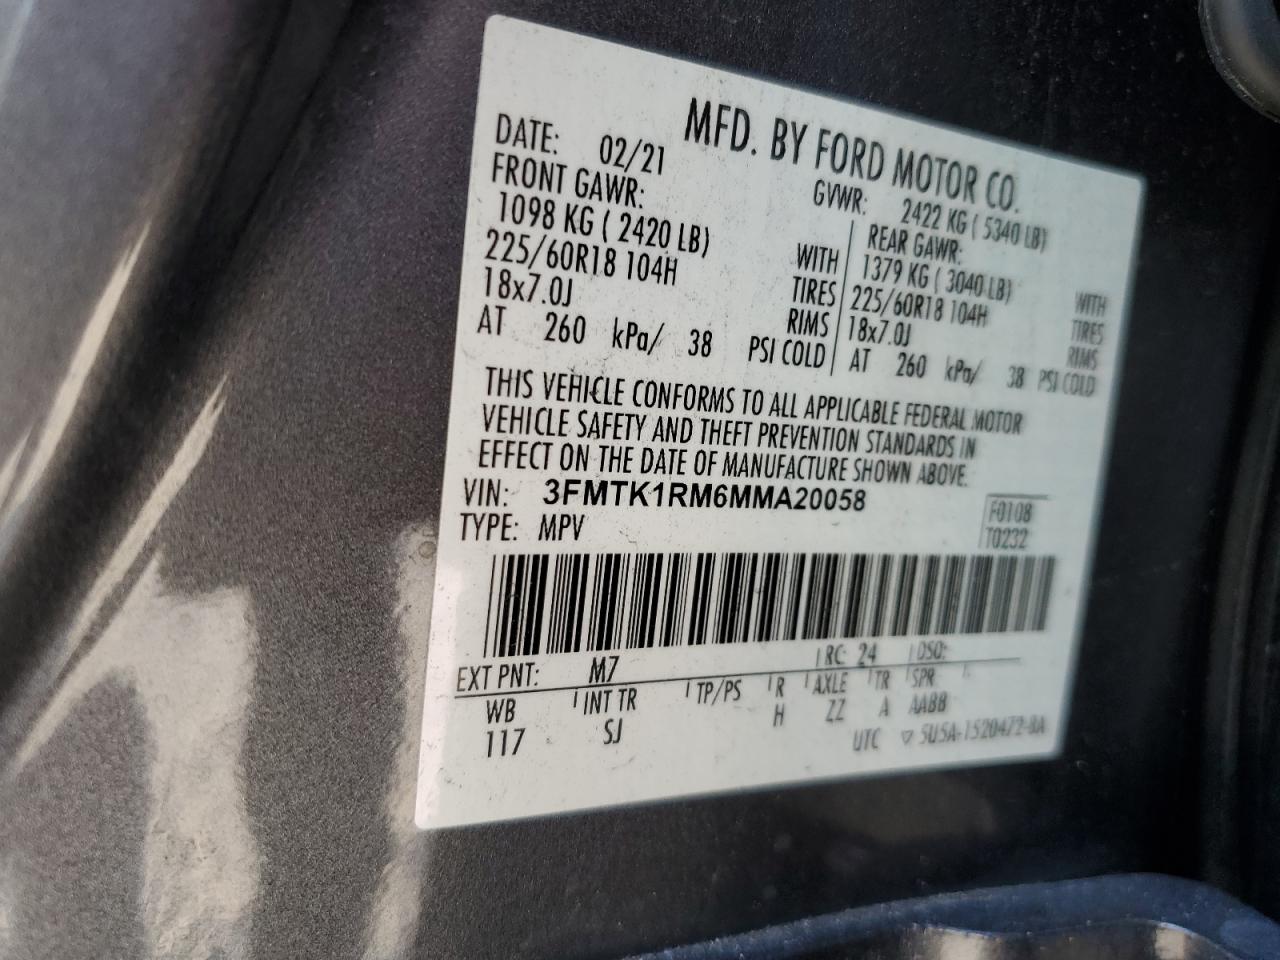 MFD. BY FORD MOTOR CO.
DATE: 02/21 GVWR: 2422 KG ( 5340 LB)
FRONT GAWR: REAR GAWR:
1098 KG ( 2420 LB) WITH 1379 KG ( 3040 LB) WITH
225/60R18 104H TIRES 225/60R18 104H TIRES
18x7.0J RIMS 18x7.0J RIMS
AT 260 kPa/ 38 PSI COLD AT 260 kPa/ 38 PSI COLD
THIS VEHICLE CONFORMS TO ALL APPLICABLE FEDERAL MOTOR
VEHICLE SAFETY AND THEFT PREVENTION STANDARDS IN
EFFECT ON THE DATE OF MANUFACTURE SHOWN ABOVE.
VIN: 3FMTK1RM6MMA20058 F0108
TYPE: MPV T0232
EXT PNT: M7 RC: 24 DSO:
WB INT TR TP/PS R AXLE TR SPR
117 SJ H ZZ A AABB
UTC ▽ 5U5A-1520472-BA